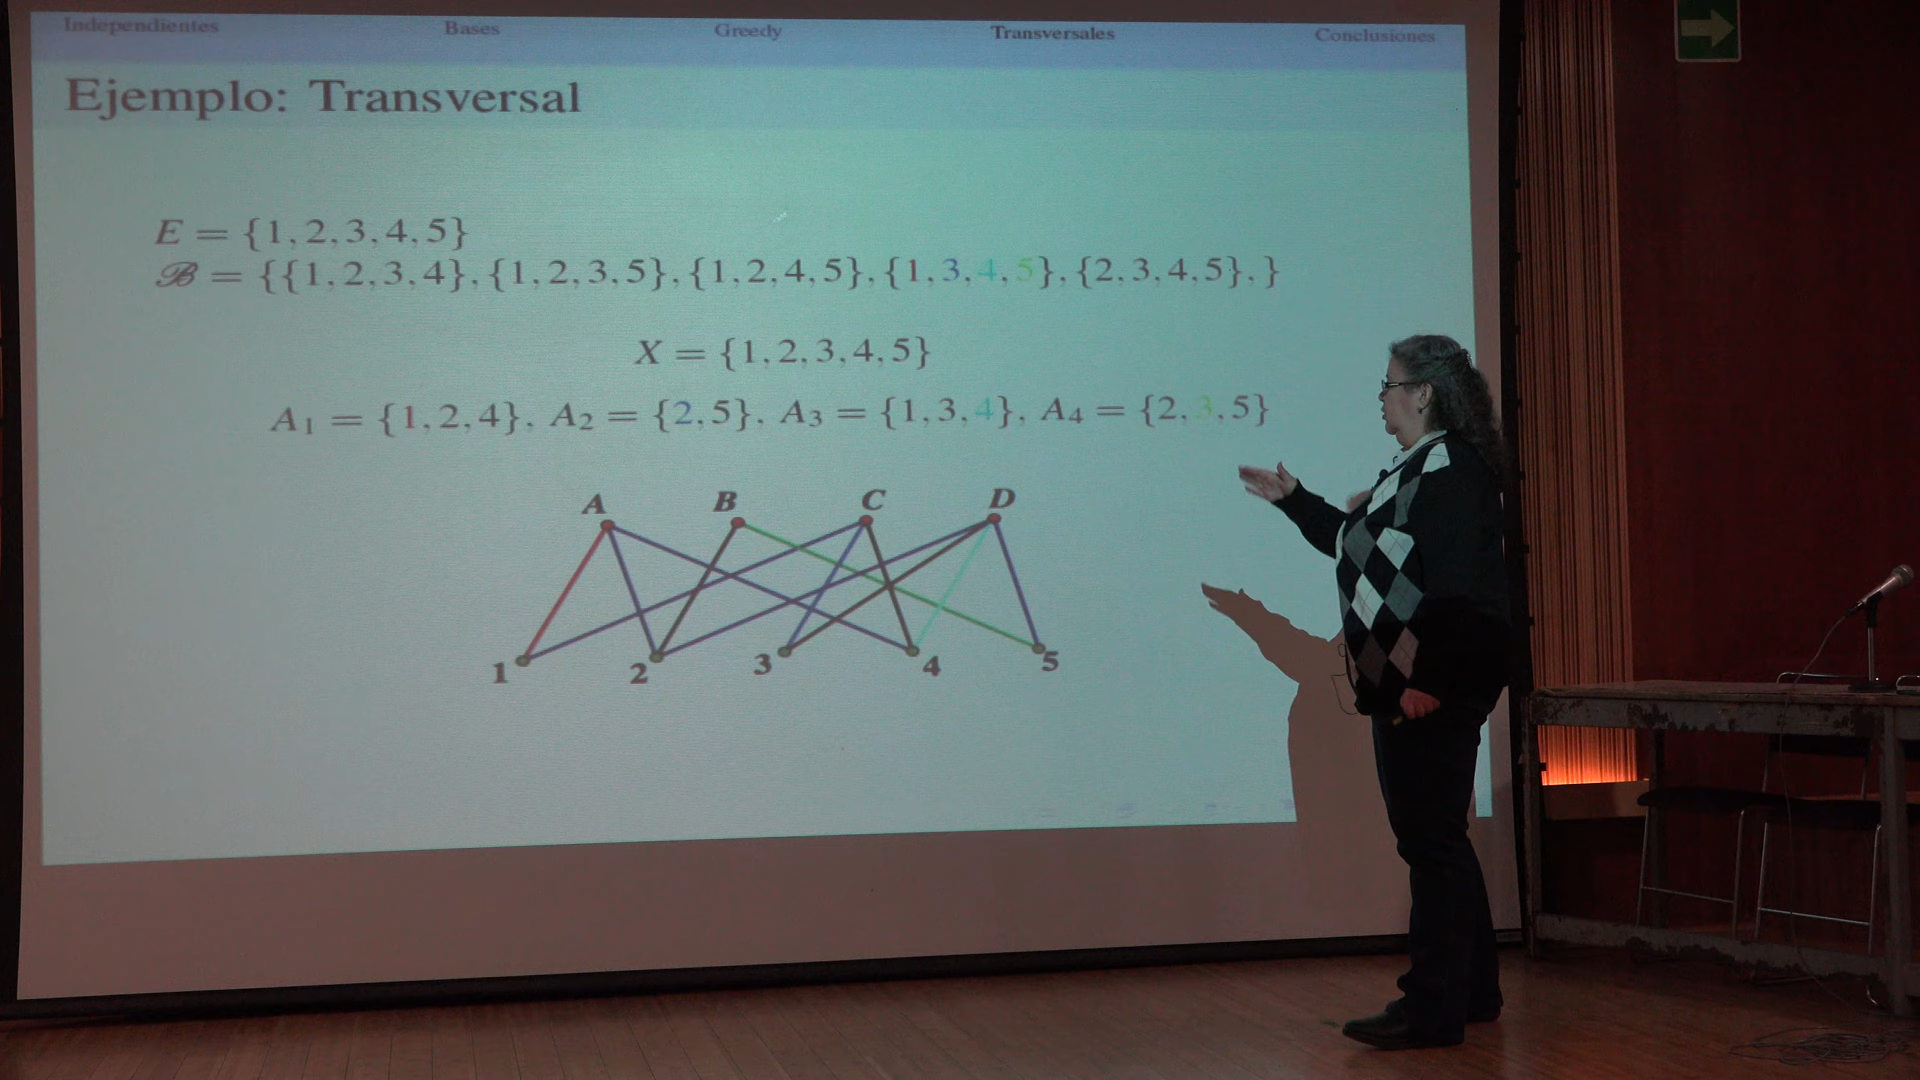 Independientes Bases Greedy Transversales Conclusiones
Ejemplo: Transversal
E = {1, 2, 3, 4, 5}
ℬ = {{1, 2, 3, 4}, {1, 2, 3, 5}, {1, 2, 4, 5}, {1, 3, 4, 5}, {2, 3, 4, 5}, }
X = {1, 2, 3, 4, 5}
A₁ = {1, 2, 4}, A₂ = {2, 5}, A₃ = {1, 3, 4}, A₄ = {2, 3, 5}
A B C D
1 2 3 4 5